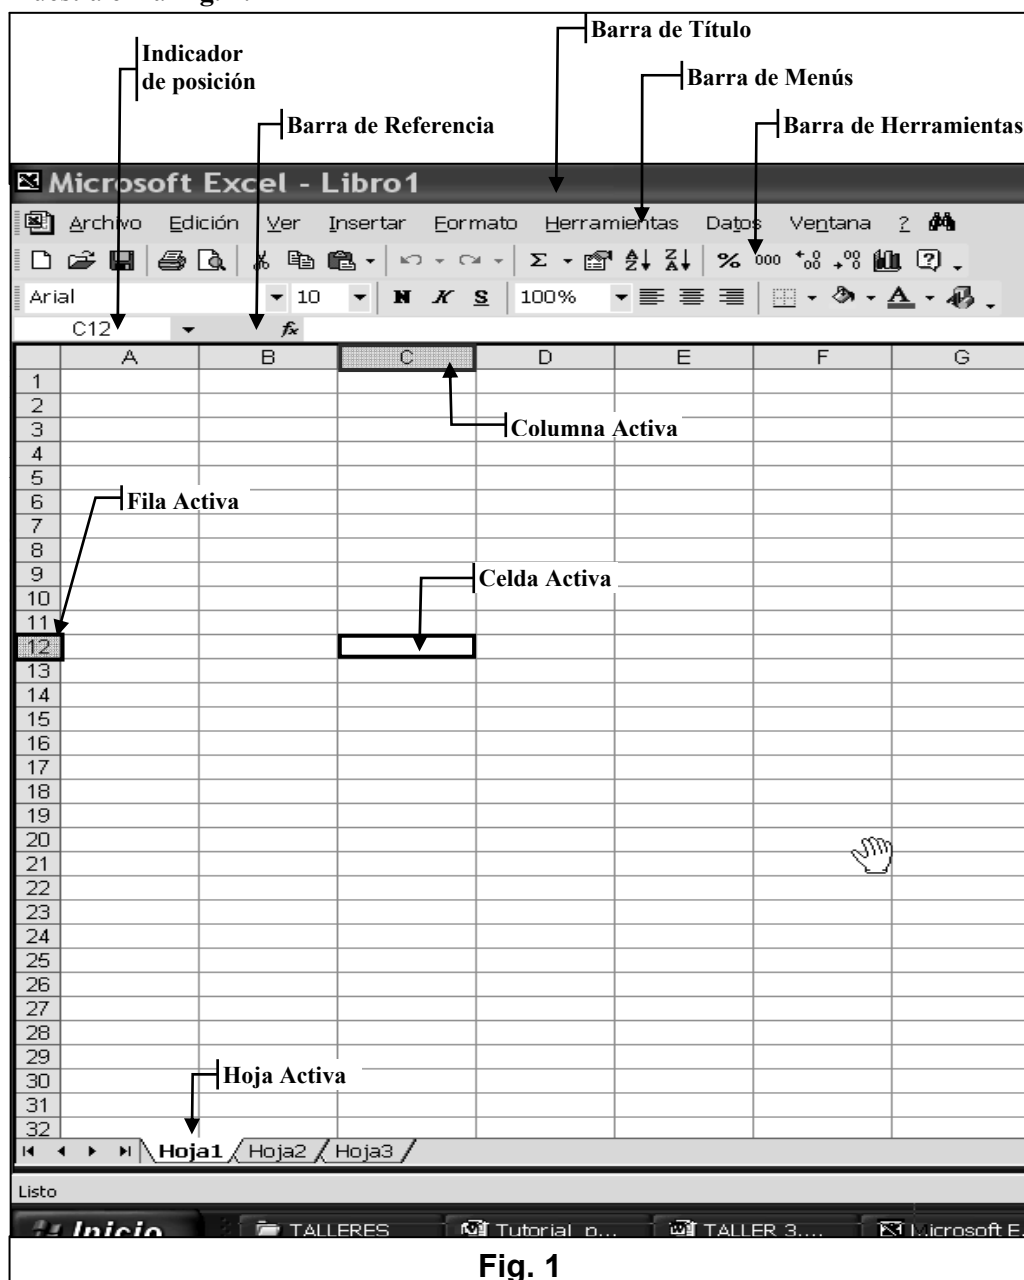 Barra de Título
Indicador
de posición
Barra de Menús
Barra de Referencia
Barra de Herramientas
Microsoft Excel - Libro1
Archivo Edición Ver Insertar Formato Herramientas Datos Ventana ?
Arial 10 N K S 100%
C12 fx
A B C D E F G
1
2
3
Columna Activa
4
5
6
Fila Activa
7
8
9
Celda Activa
10
11
12
13
14
15
16
17
18
19
20
21
22
23
24
25
26
27
28
29
30
Hoja Activa
31
32
Hoja1 Hoja2 Hoja3
Listo
Inicio TALLERES Tutorial p... TALLER 3.... Microsoft E
Fig. 1